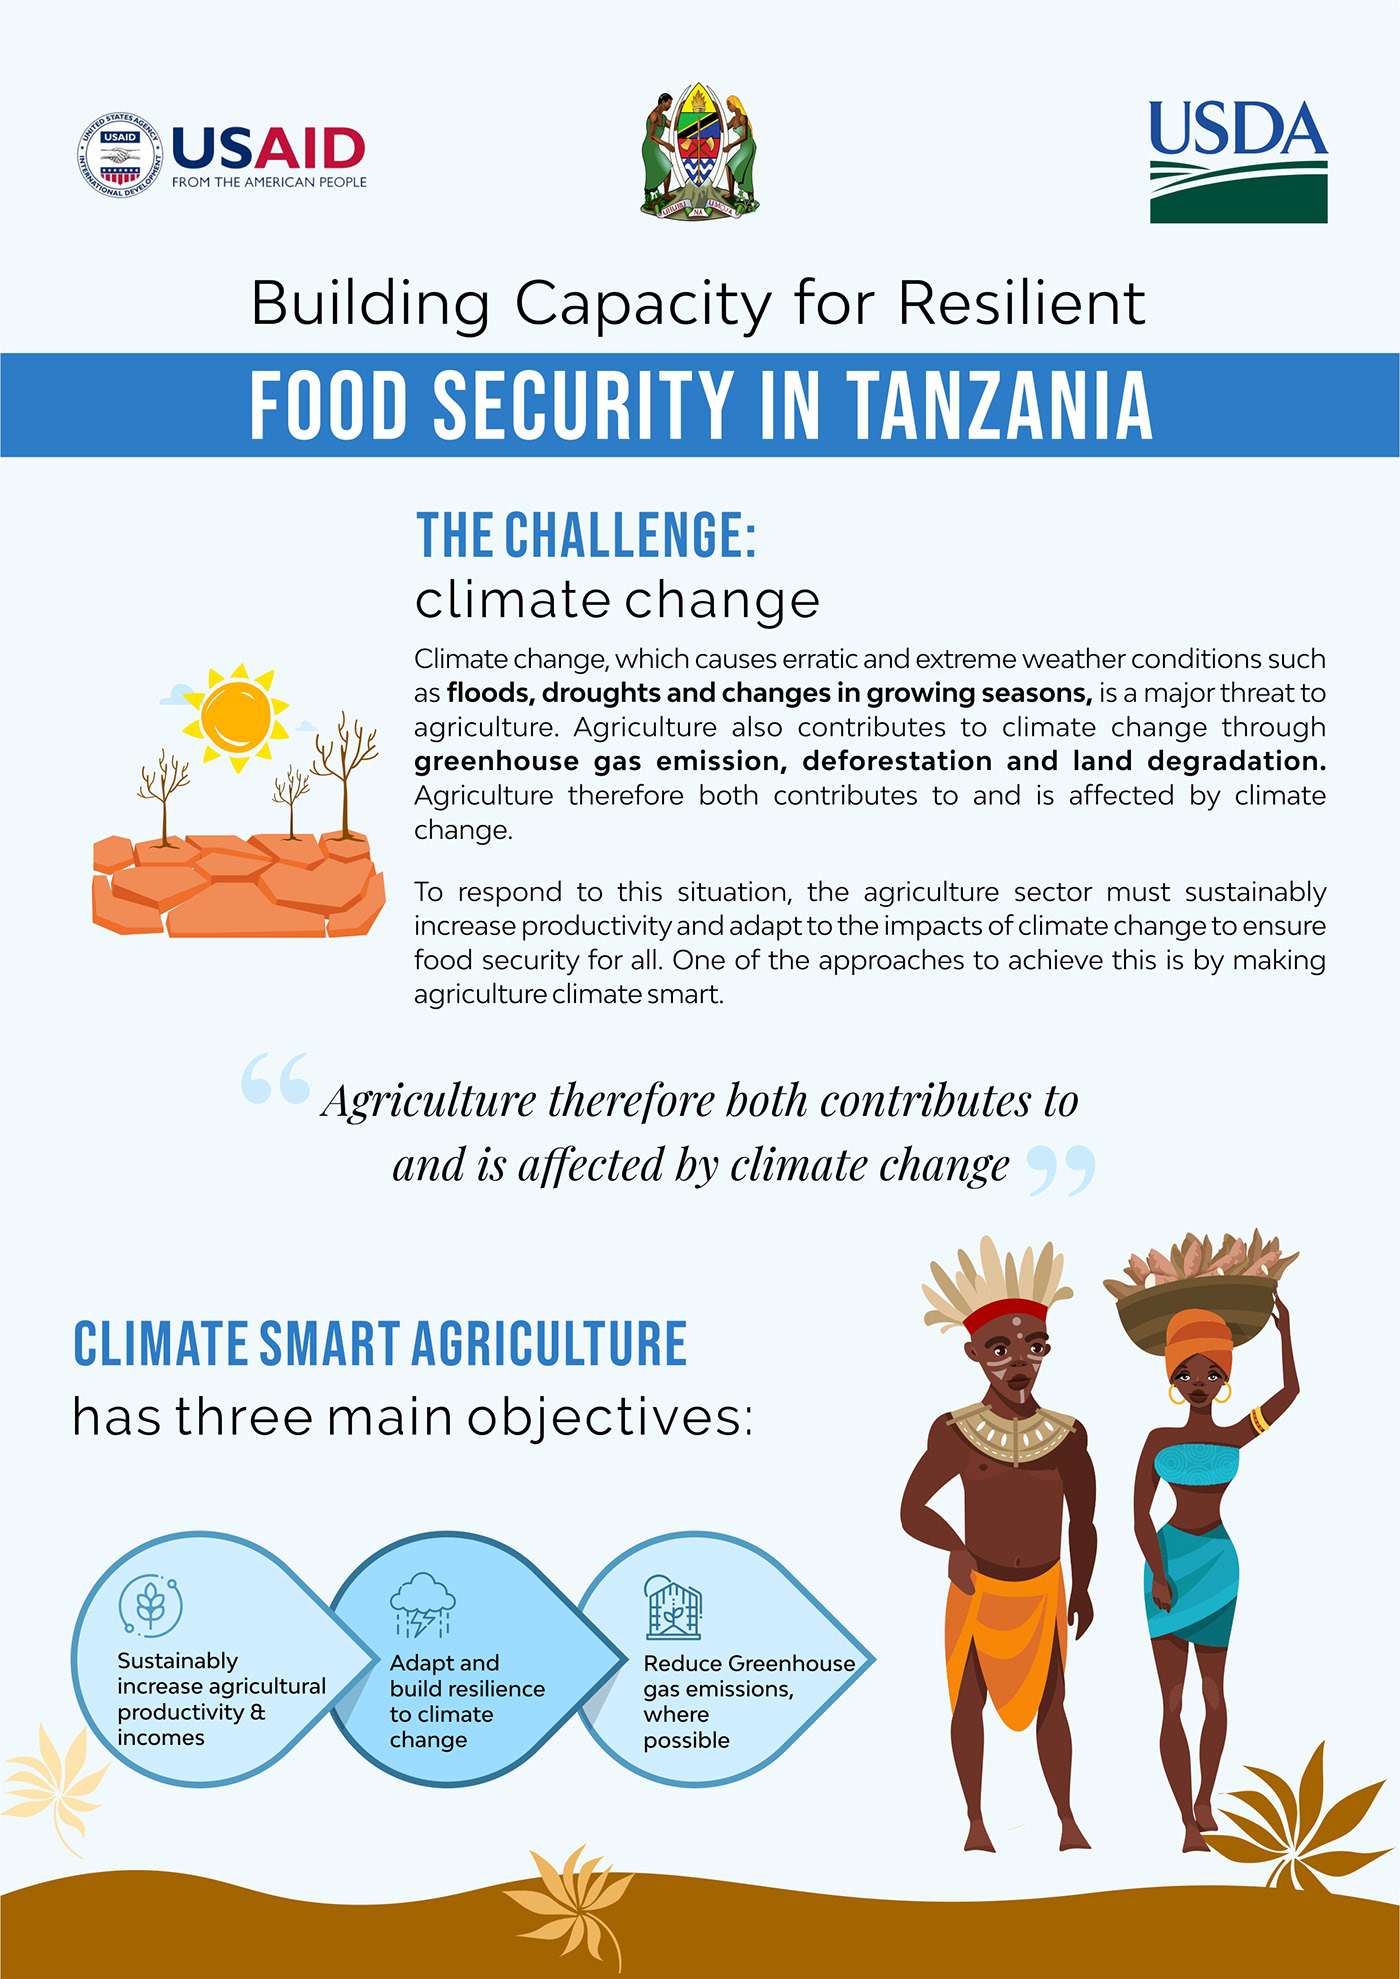 UNITED STATES AGENCY
USAID
INTERNATIONAL DEVELOPMENT
USAID
FROM THE AMERICAN PEOPLE
UHURU NA UMOJA
USDA
Building Capacity for Resilient
FOOD SECURITY IN TANZANIA
THE CHALLENGE:
climate change
Climate change, which causes erratic and extreme weather conditions such
as floods, droughts and changes in growing seasons, is a major threat to
agriculture. Agriculture also contributes to climate change through
greenhouse gas emission, deforestation and land degradation.
Agriculture therefore both contributes to and is affected by climate
change.
To respond to this situation, the agriculture sector must sustainably
increase productivity and adapt to the impacts of climate change to ensure
food security for all. One of the approaches to achieve this is by making
agriculture climate smart.
“Agriculture therefore both contributes to
and is affected by climate change”
CLIMATE SMART AGRICULTURE
has three main objectives:
Sustainably
increase agricultural
productivity &
incomes
Adapt and
build resilience
to climate
change
Reduce Greenhouse
gas emissions,
where
possible